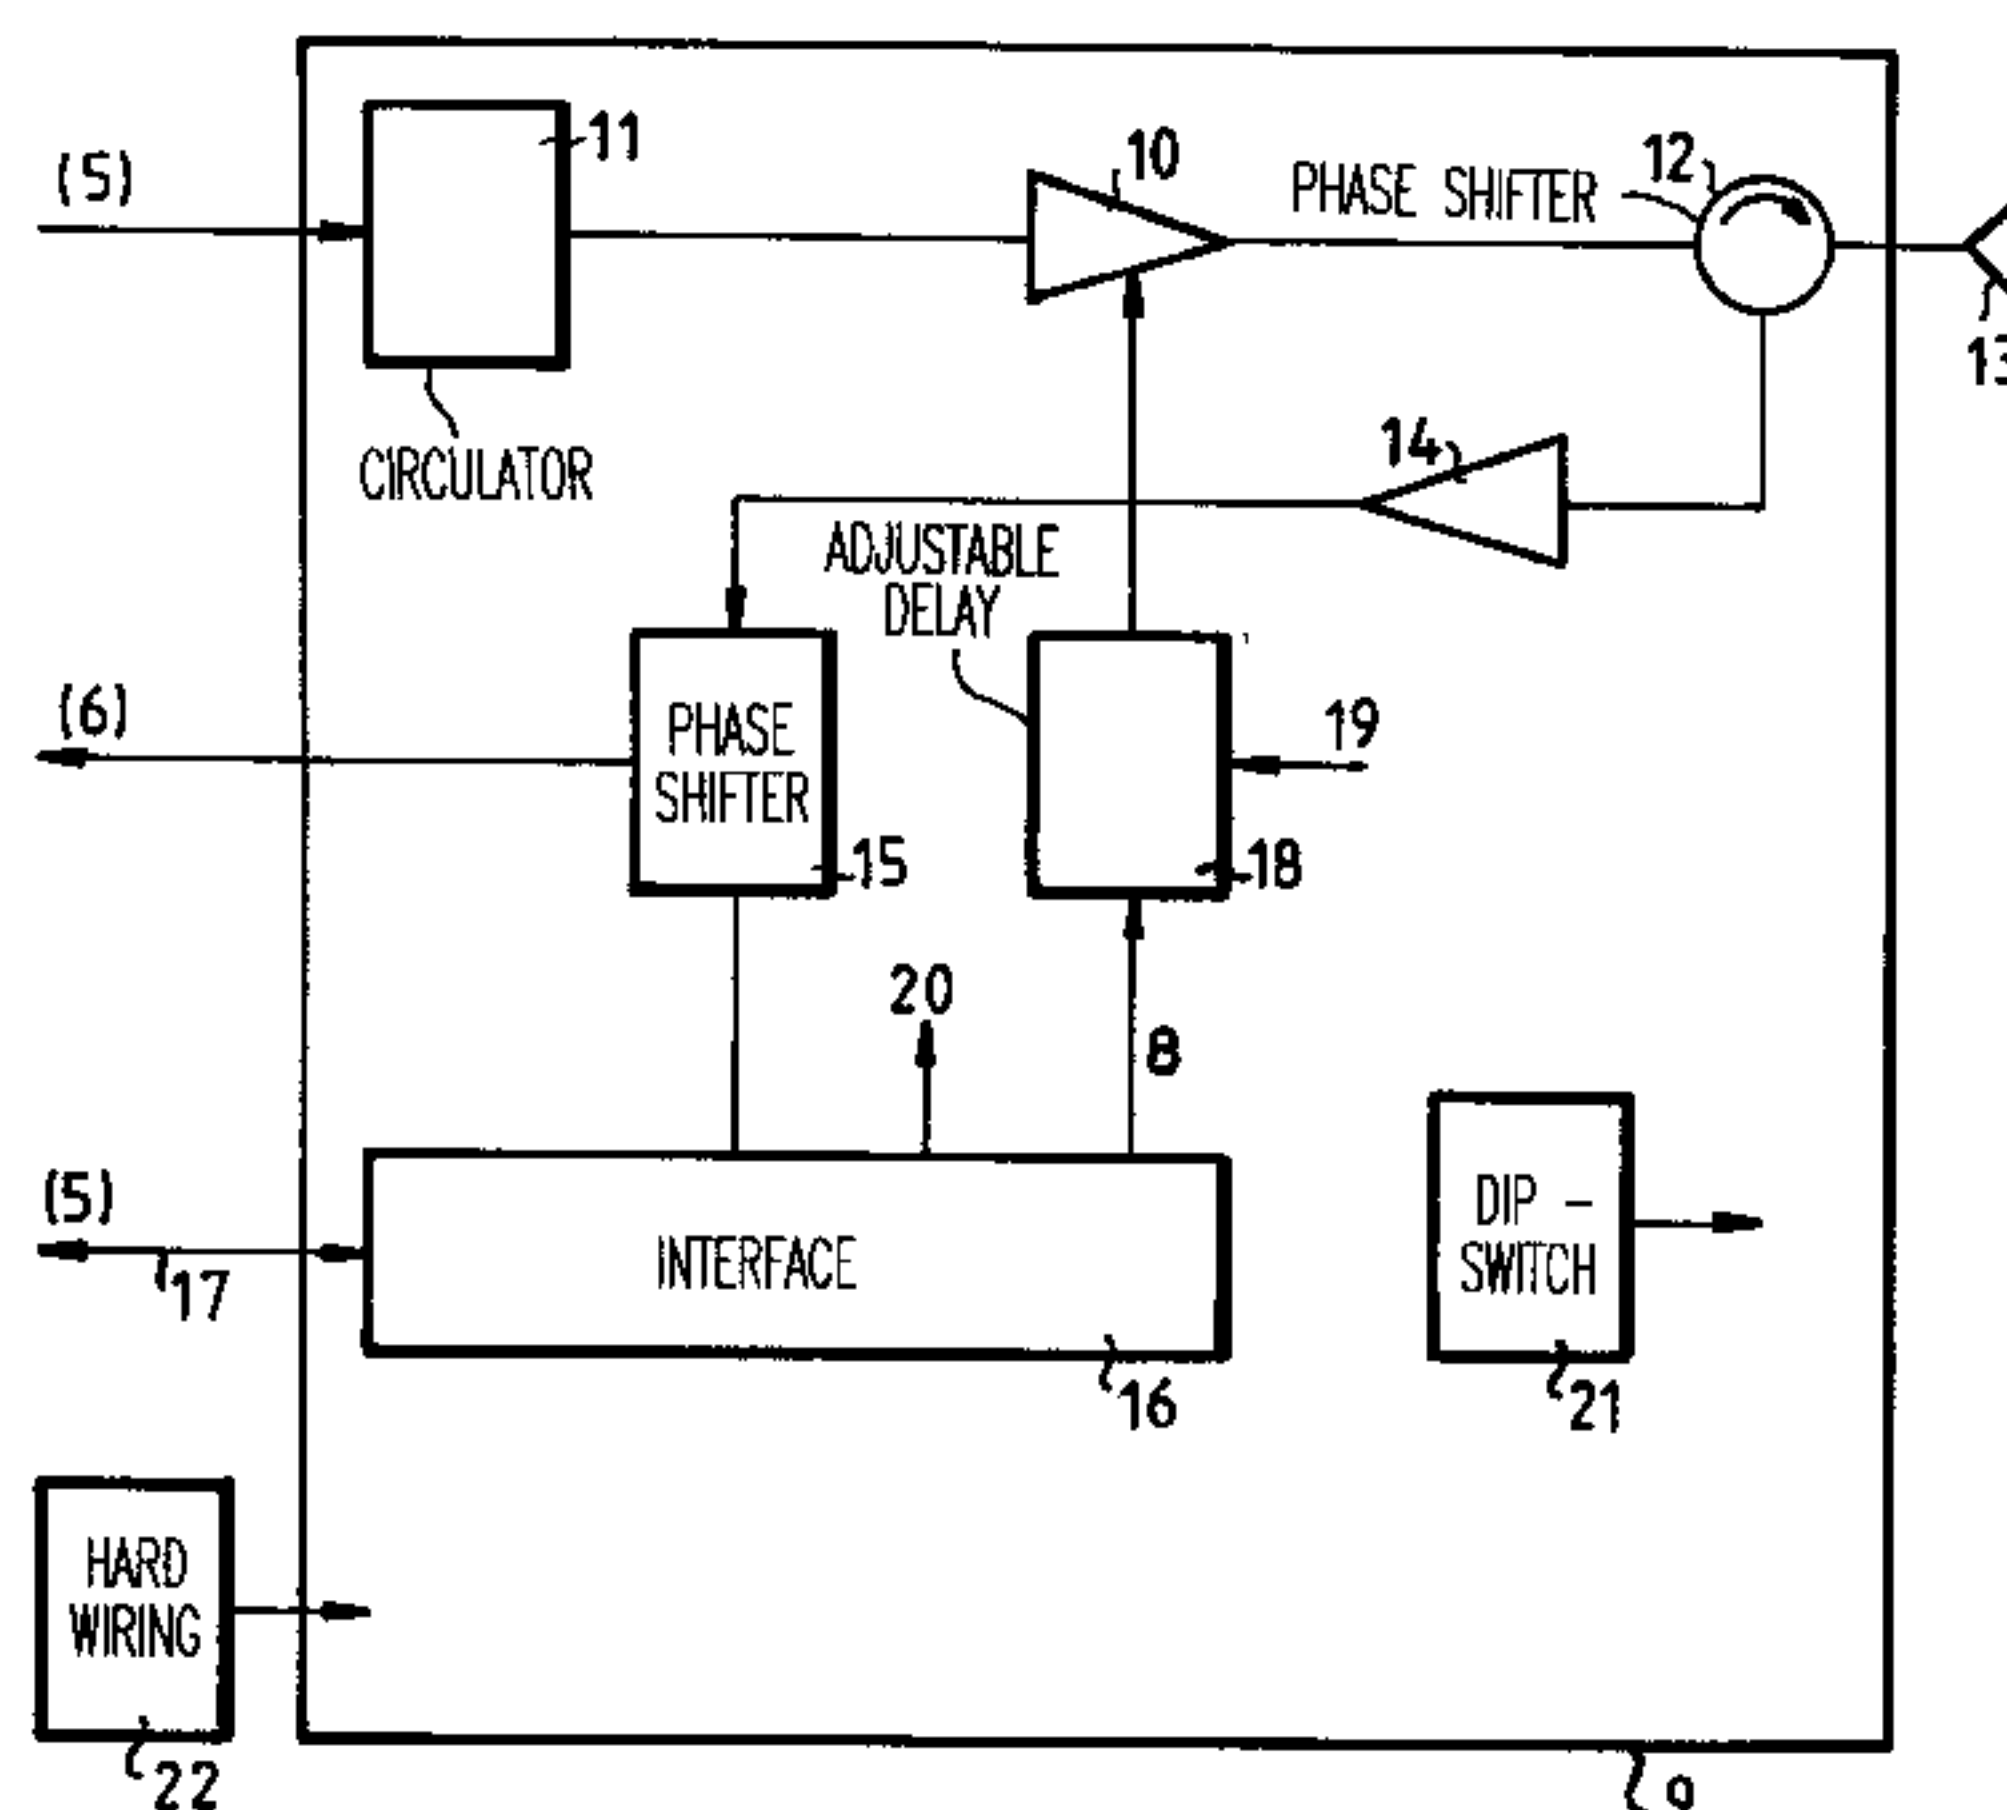 (5)
11
10
PHASE SHIFTER
12
13
CIRCULATOR
14
ADJUSTABLE
DELAY
(6)
PHASE
SHIFTER
19
15
18
20
8
(5)
17
INTERFACE
DIP -
SWITCH
16
21
HARD
WIRING
22